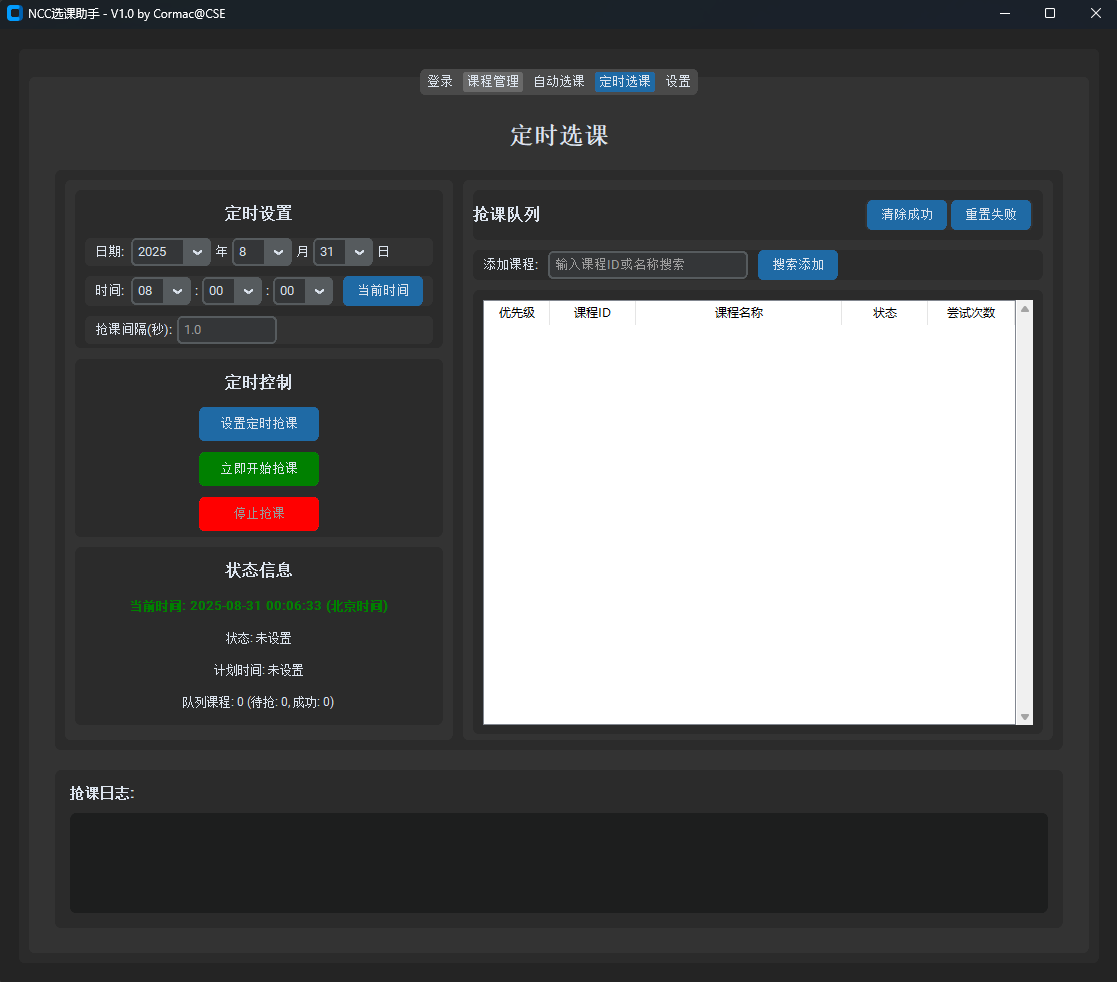 NCC选课助手 - V1.0 by Cormac@CSE
登录 课程管理 自动选课 定时选课 设置
定时选课
定时设置
日期: 2025 年 8 月 31 日
时间: 08 : 00 : 00 当前时间
抢课间隔(秒): 1.0
定时控制
设置定时抢课
立即开始抢课
停止抢课
状态信息
当前时间: 2025-08-31 00:06:33 (北京时间)
状态: 未设置
计划时间: 未设置
队列课程: 0 (待抢: 0, 成功: 0)
抢课队列 清除成功 重置失败
添加课程: 输入课程ID或名称搜索 搜索添加
优先级 课程ID 课程名称 状态 尝试次数
抢课日志: